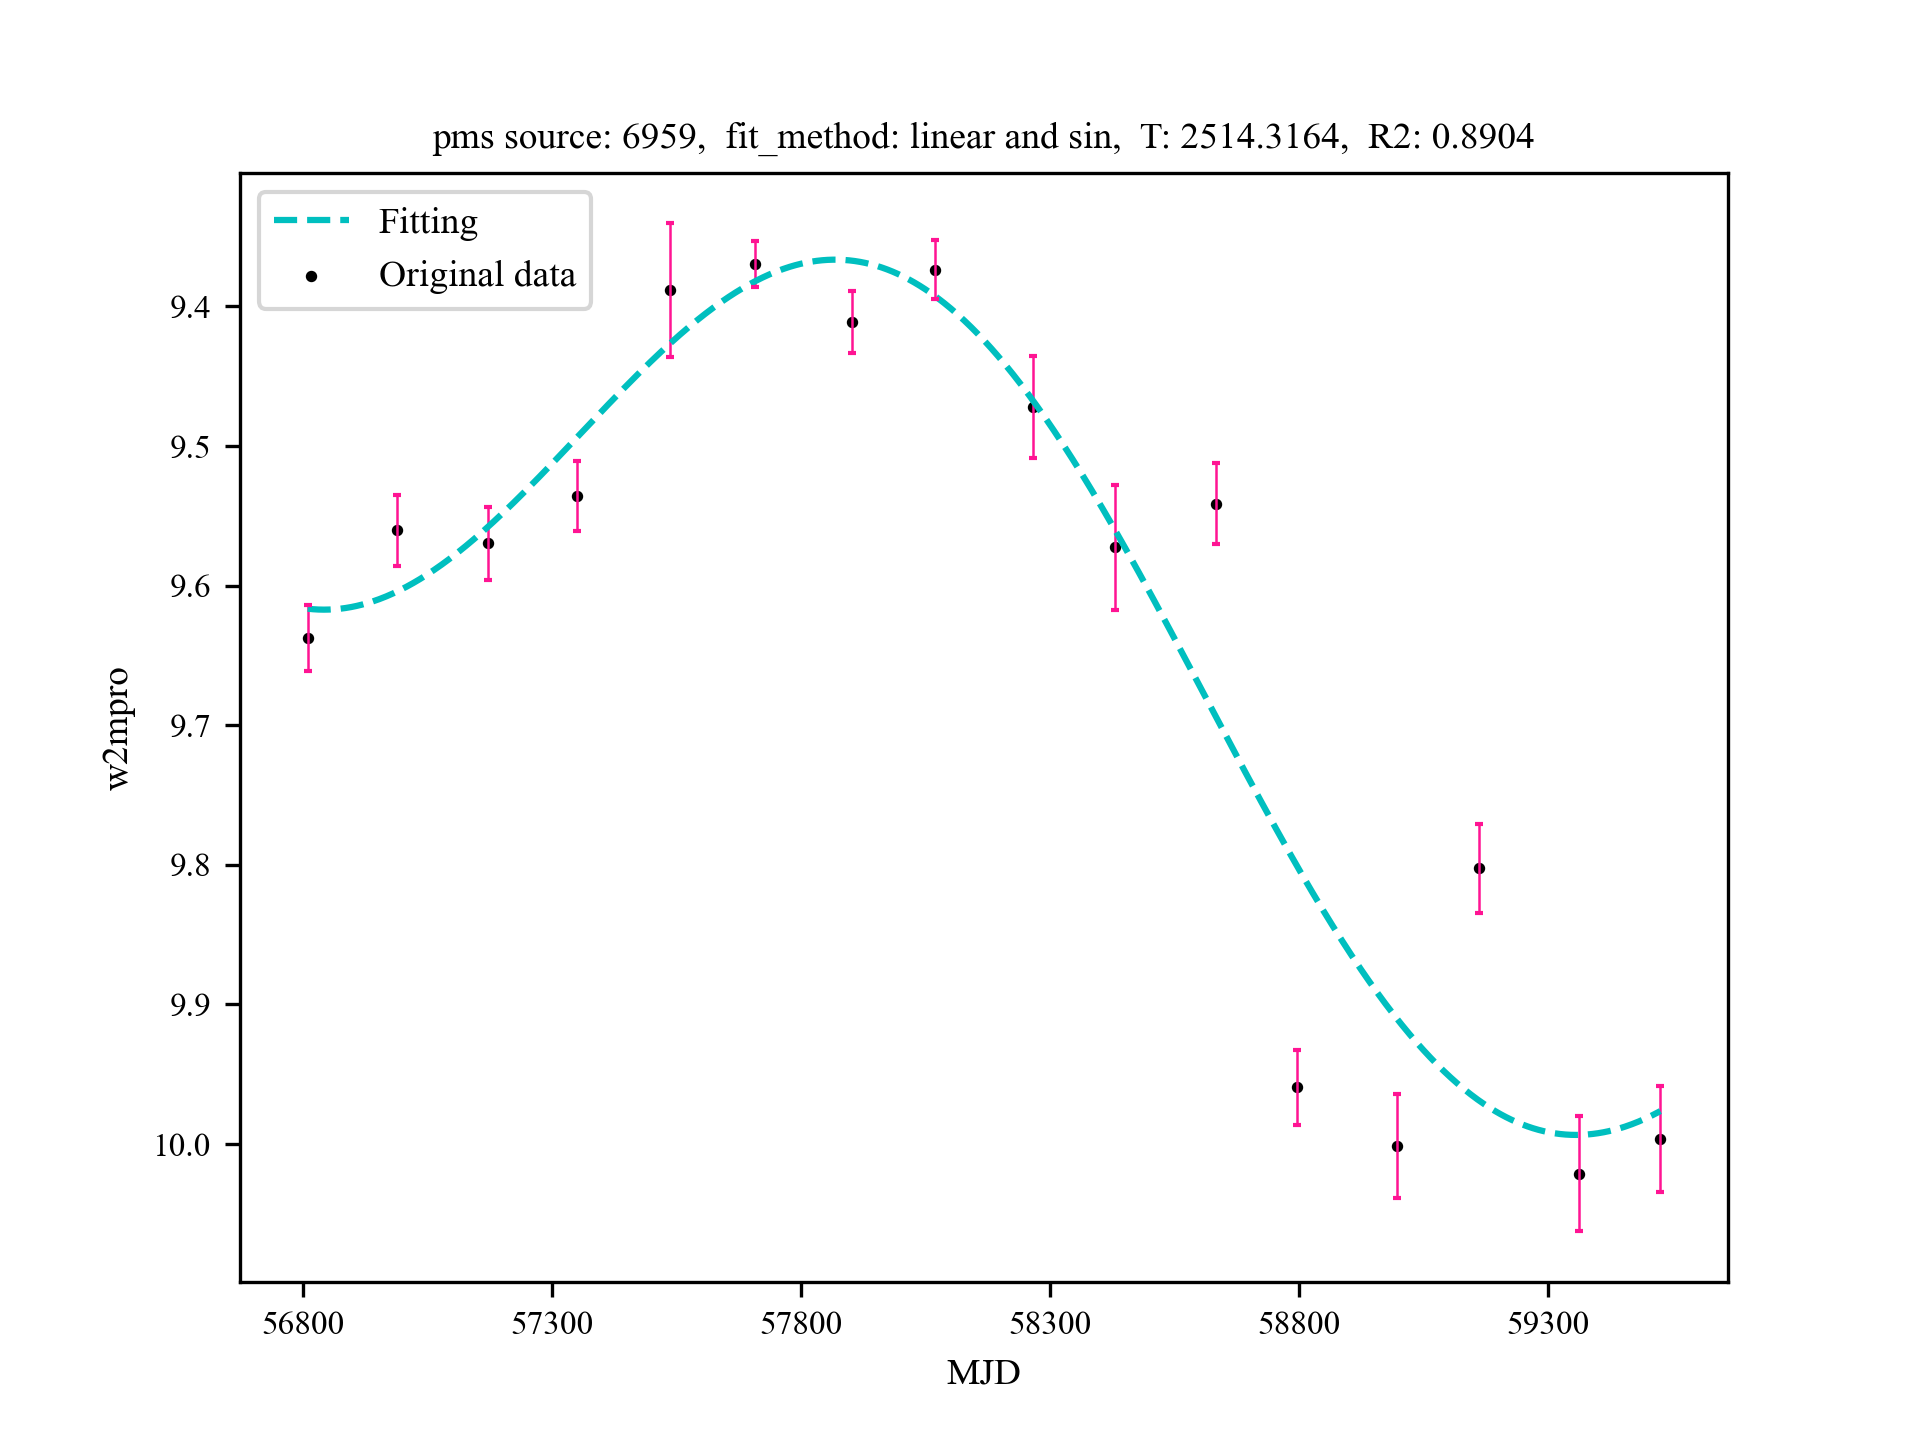 pms source: 6959,  fit_method: linear and sin,  T: 2514.3164,  R2: 0.8904
Fitting
Original data
9.4
9.5
9.6
9.7
9.8
9.9
10.0
w2mpro
56800 57300 57800 58300 58800 59300
MJD